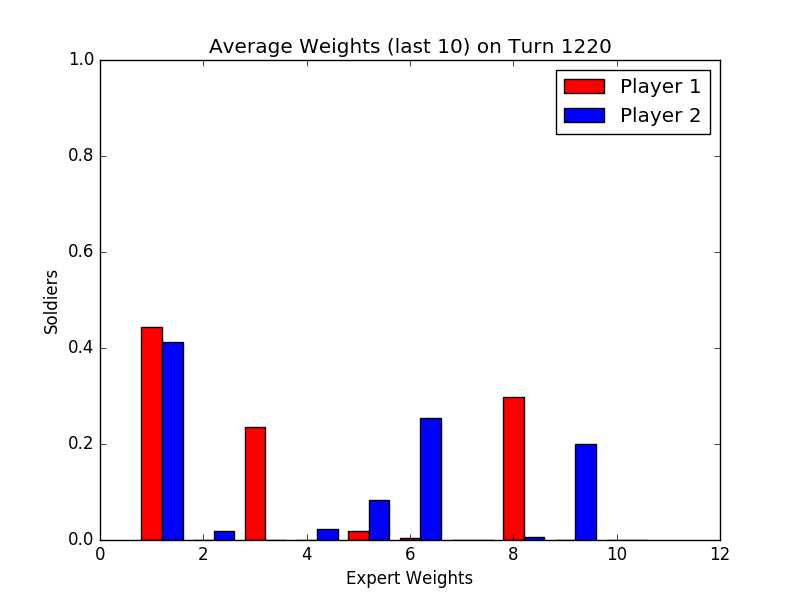 Average Weights (last 10) on Turn 1220
1.0
0.8
0.6
0.4
0.2
0.0
Soldiers
Player 1
Player 2
0 2 4 6 8 10 12
Expert Weights